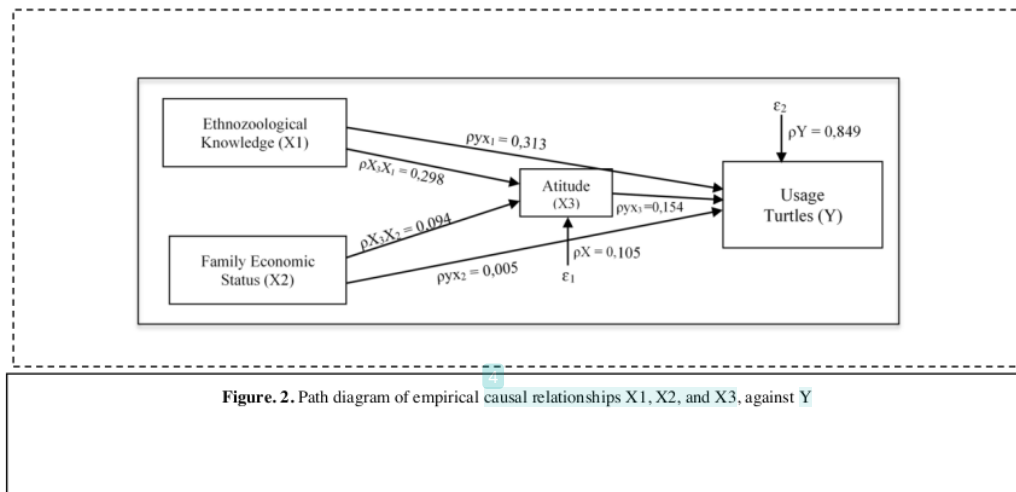 Ethnozoological
Knowledge (X1)
ρyx₁ = 0,313
ρX₃X₁ = 0,298
ε₂
ρY = 0,849
Atitude
(X3)
Usage
Turtles (Y)
ρyx₃=0,154
ρX₃X₂ = 0,094
Family Economic
Status (X2)
ρyx₂ = 0,005
ρX = 0,105
ε₁
4
Figure. 2. Path diagram of empirical causal relationships X1, X2, and X3, against Y